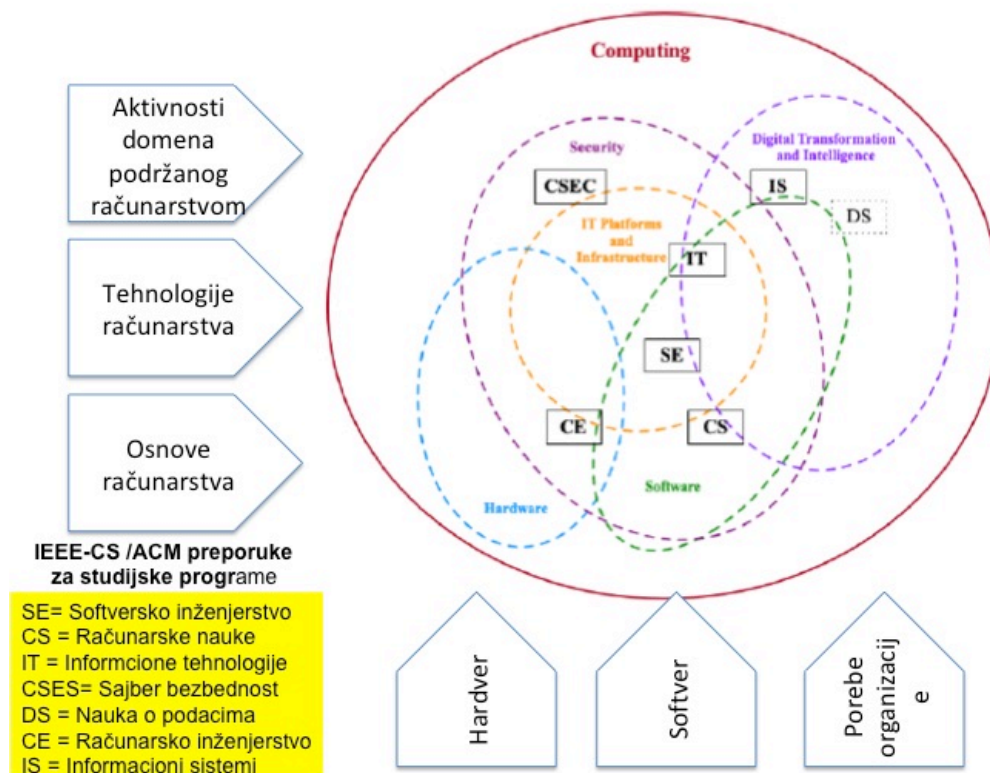 Aktivnosti
domena
podržanog
računarstvom
Tehnologije
računarstva
Osnove
računarstva
Computing
Digital Transformation
and Intelligence
Security
CSEC
IS
DS
IT Platforms
and
Infrastructure
IT
SE
CE
CS
Software
Hardware
IEEE-CS /ACM preporuke
za studijske programe
SE= Softversko inženjerstvo
CS = Računarske nauke
IT = Informcione tehnologije
CSES= Sajber bezbednost
DS = Nauka o podacima
CE = Računarsko inženjerstvo
IS = Informacioni sistemi
Hardver
Softver
Porebe
organizacij
e